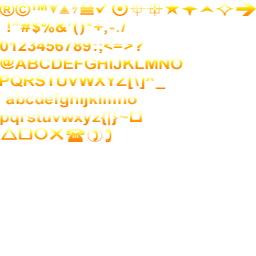 ®©™▼▲?☰✓ ⊙✢✣★✦✦✧➔
 !"#$%&'()*+,-./
0123456789:;<=>?
@ABCDEFGHIJKLMNO
PQRSTUVWXYZ[\]^_
`abcdefghijklmno
pqrstuvwxyz{|}~□
△□○✕☎